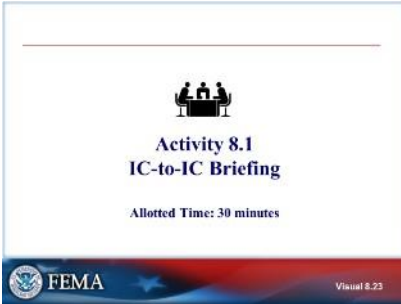 Activity 8.1
IC-to-IC Briefing
Allotted Time: 30 minutes
FEMA
Visual 8.23